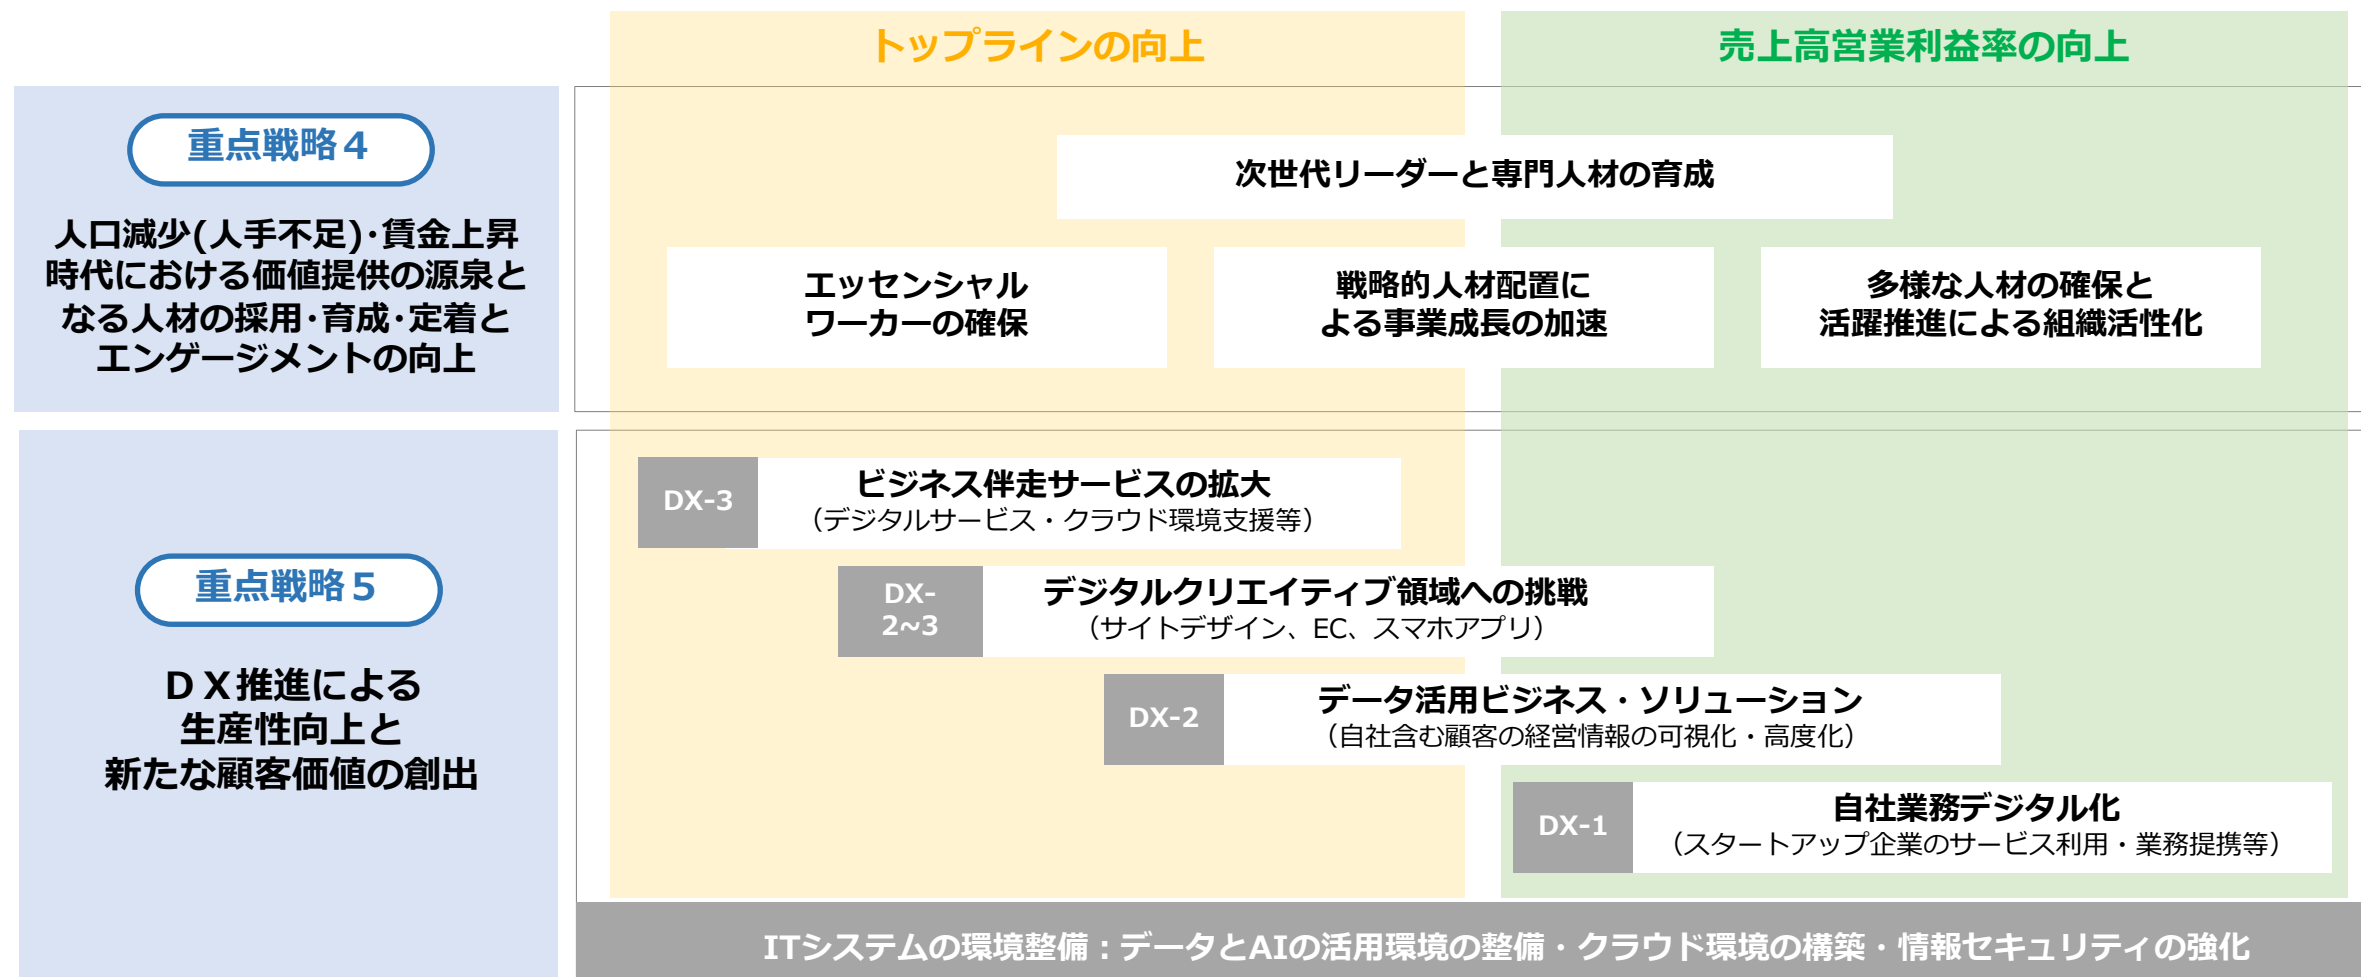 トップラインの向上
売上高営業利益率の向上
重点戦略４
人口減少(人手不足)･賃金上昇
時代における価値提供の源泉と
なる人材の採用･育成･定着と
エンゲージメントの向上
次世代リーダーと専門人材の育成
エッセンシャル
ワーカーの確保
戦略的人材配置に
よる事業成長の加速
多様な人材の確保と
活躍推進による組織活性化
重点戦略５
ＤＸ推進による
生産性向上と
新たな顧客価値の創出
DX-3
ビジネス伴走サービスの拡大
（デジタルサービス・クラウド環境支援等）
DX-
2~3
デジタルクリエイティブ領域への挑戦
（サイトデザイン、EC、スマホアプリ）
DX-2
データ活用ビジネス・ソリューション
（自社含む顧客の経営情報の可視化・高度化）
DX-1
自社業務デジタル化
（スタートアップ企業のサービス利用・業務提携等）
ITシステムの環境整備：データとAIの活用環境の整備・クラウド環境の構築・情報セキュリティの強化